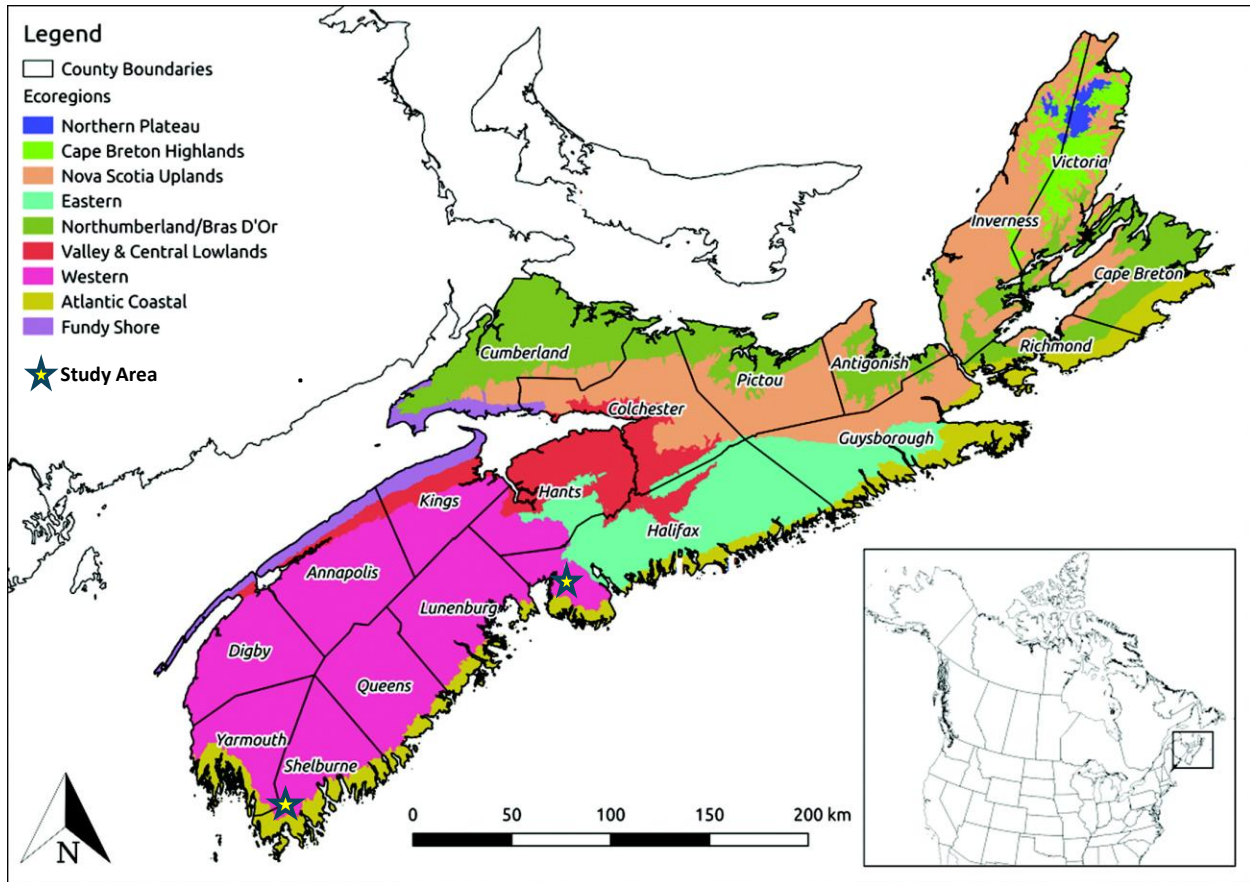 Legend
County Boundaries
Ecoregions
Northern Plateau
Cape Breton Highlands
Nova Scotia Uplands
Eastern
Northumberland/Bras D'Or
Valley & Central Lowlands
Western
Atlantic Coastal
Fundy Shore
Study Area
Victoria
Inverness
Cape Breton
Richmond
Cumberland
Pictou
Antigonish
Colchester
Guysborough
Kings
Hants
Halifax
Annapolis
Lunenburg
Digby
Queens
Yarmouth
Shelburne
0 50 100 150 200 km
N